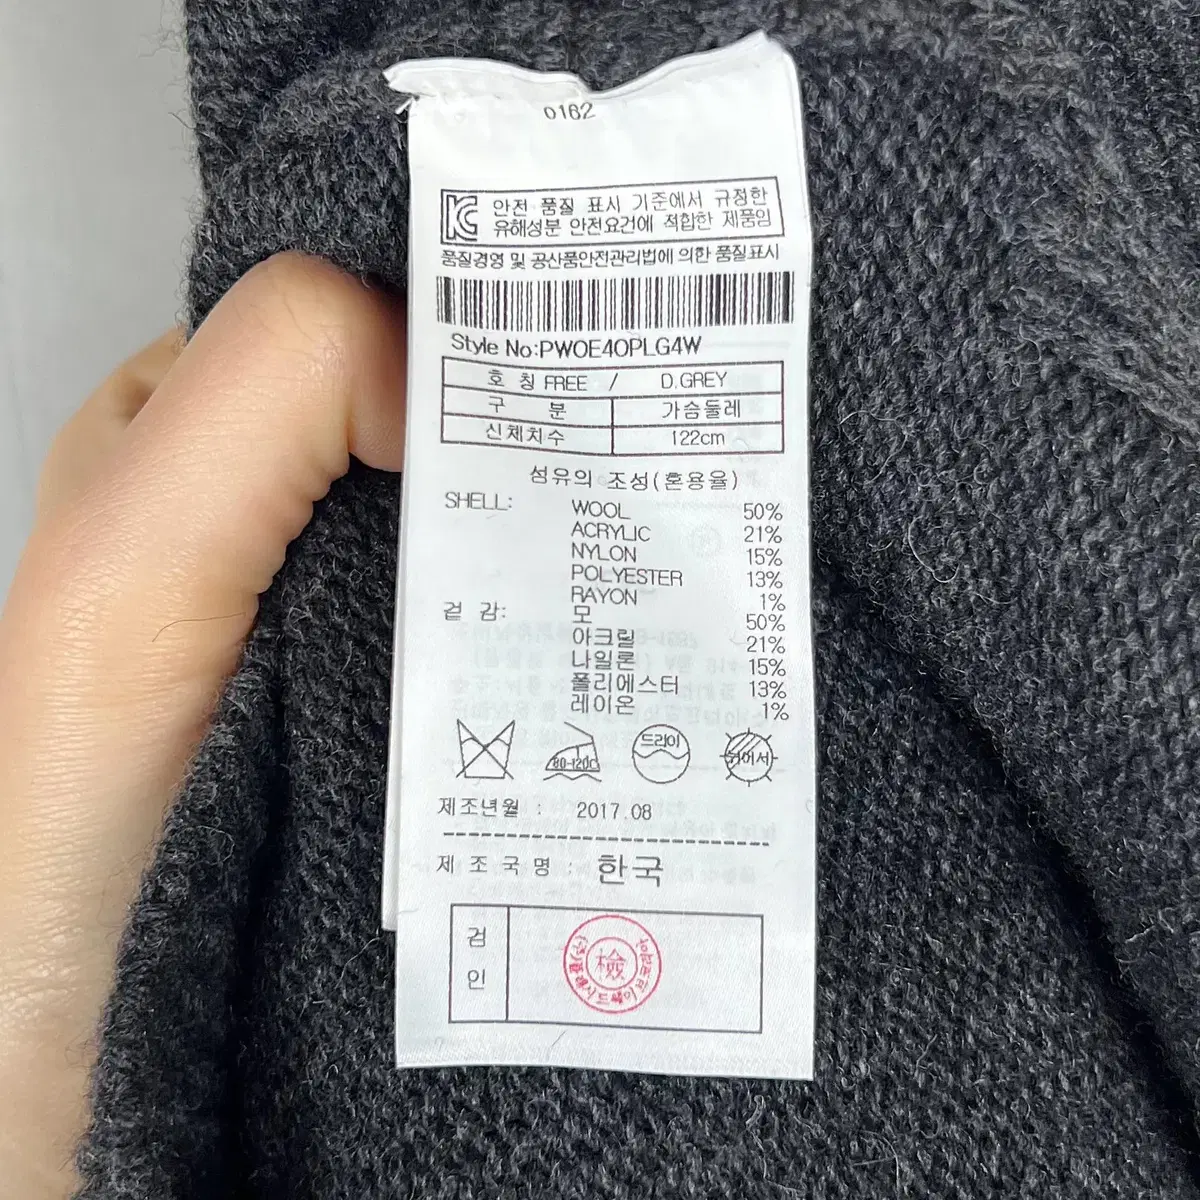 0162
안전 품질 표시 기준에서 규정한
유해성분 안전요건에 적합한 제품임
품질경영 및 공산품안전관리법에 의한 품질표시
Style No:PWOE4OPLG4W
호 칭 FREE / D.GREY
구 분 가슴둘레
신체치수 122cm
섬유의 조성(혼용율)
SHELL: WOOL 50%
ACRYLIC 21%
NYLON 15%
POLYESTER 13%
RAYON 1%
겉 감: 모 50%
아크릴 21%
나일론 15%
폴리에스터 13%
레이온 1%
80-120C 드라이 뉘어서
제조년월 : 2017.08
제 조 국 명 : 한국
검
인
檢